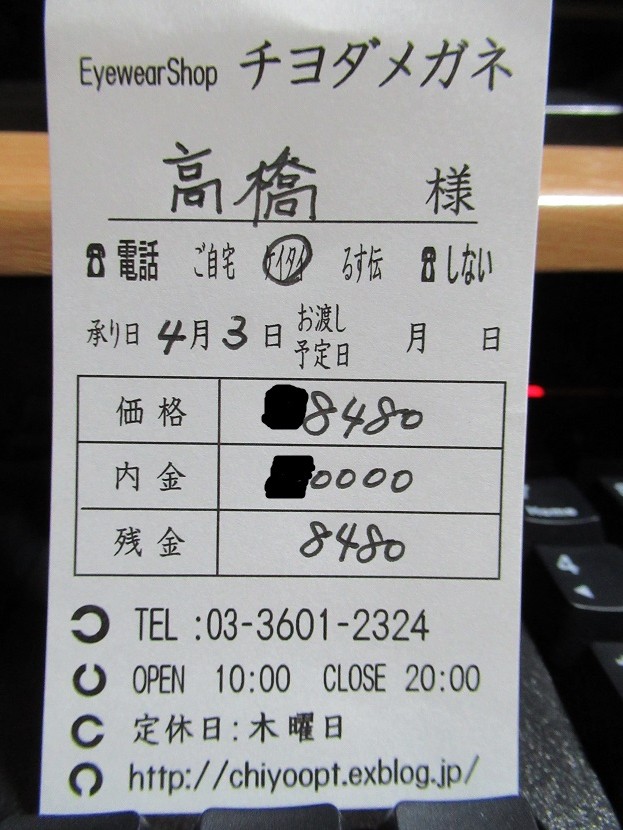 EyewearShop チヨダメガネ
高橋 様
☎電話 ご自宅 ケイタイ るす伝 ☎しない
承り日 4月3日 お渡し予定日 月 日
価格 8480
内金 0000
残金 8480
TEL :03-3601-2324
OPEN 10:00 CLOSE 20:00
定休日:木曜日
http://chiyoopt.exblog.jp/
Home
4